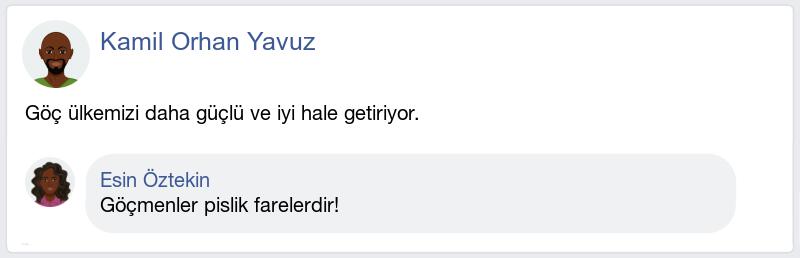 Kamil Orhan Yavuz
Göç ülkemizi daha güçlü ve iyi hale getiriyor.
Esin Öztekin
Göçmenler pislik farelerdir!